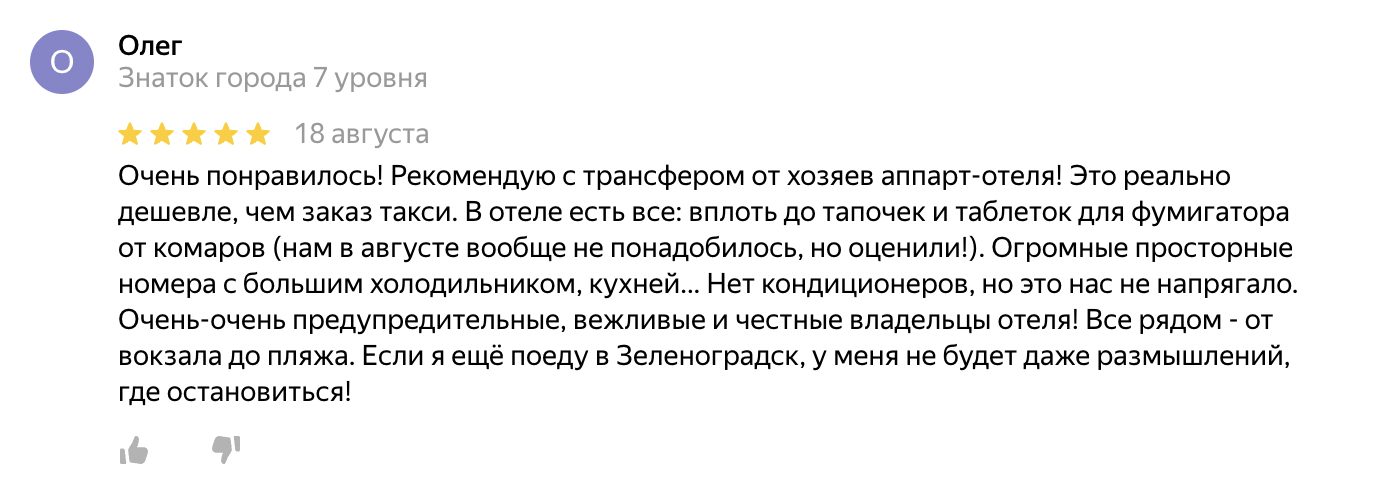 О
Олег
Знаток города 7 уровня
18 августа
Очень понравилось! Рекомендую с трансфером от хозяев аппарт-отеля! Это реально
дешевле, чем заказ такси. В отеле есть все: вплоть до тапочек и таблеток для фумигатора
от комаров (нам в августе вообще не понадобилось, но оценили!). Огромные просторные
номера с большим холодильником, кухней... Нет кондиционеров, но это нас не напрягало.
Очень-очень предупредительные, вежливые и честные владельцы отеля! Все рядом - от
вокзала до пляжа. Если я ещё поеду в Зеленоградск, у меня не будет даже размышлений,
где остановиться!